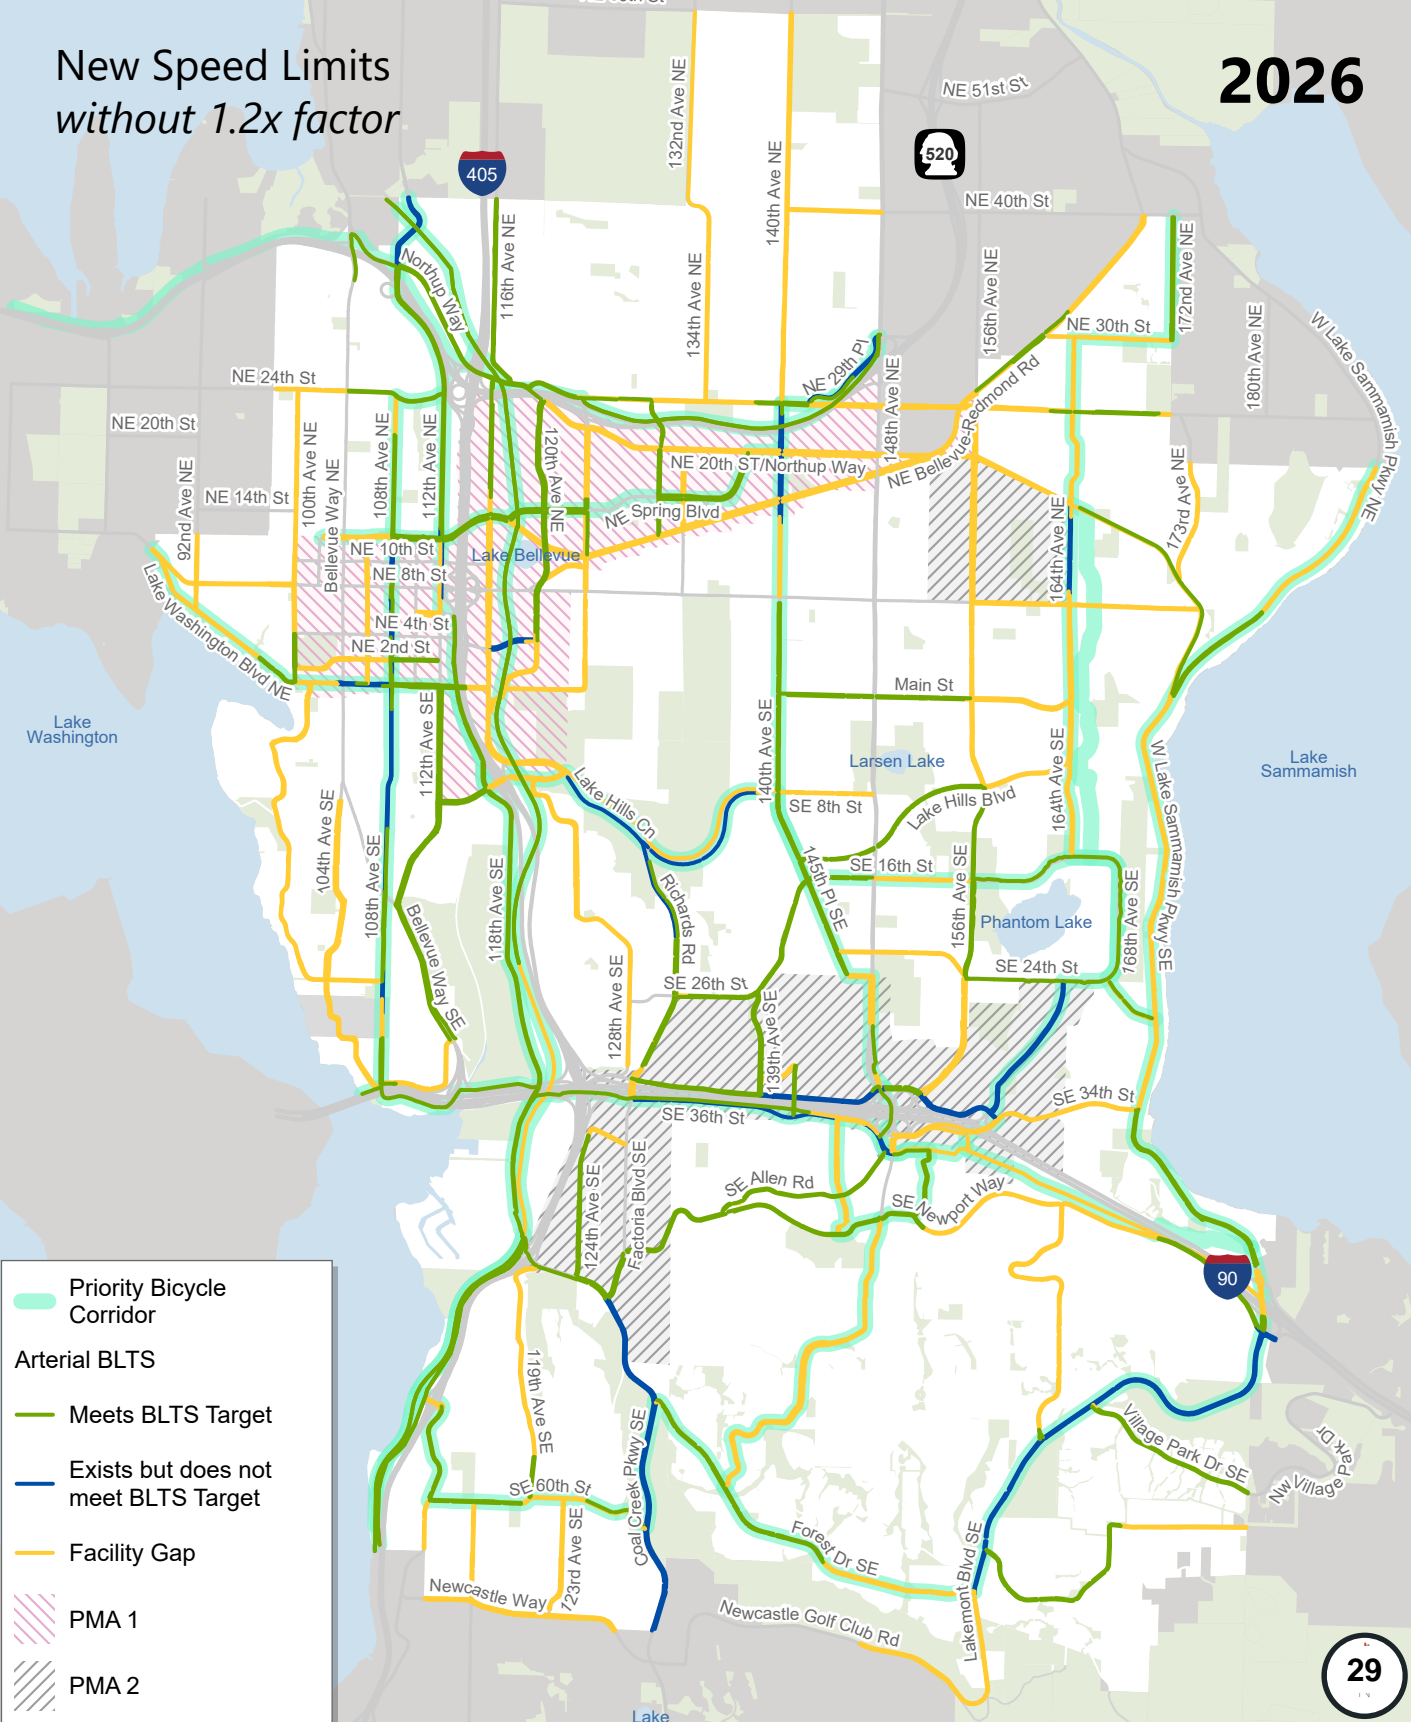 New Speed Limits
without 1.2x factor
2026
132nd Ave NE
NE 51st St
520
405
140th Ave NE
NE 40th St
116th Ave NE
Northup Way
134th Ave NE
156th Ave NE
172nd Ave NE
NE 30th St
180th Ave NE
W Lake Sammamish Pkwy NE
NE 29th Pl
148th Ave NE
NE Bellevue-Redmond Rd
NE 24th St
NE 20th St
92nd Ave NE
NE 14th St
100th Ave NE
Bellevue Way NE
108th Ave NE
112th Ave NE
120th Ave NE
NE 20th ST/Northup Way
NE Spring Blvd
173rd Ave NE
164th Ave NE
NE 10th St
Lake Bellevue
NE 8th St
NE 4th St
NE 2nd St
Lake Washington Blvd NE
Lake
Washington
Main St
112th Ave SE
140th Ave SE
Larsen Lake
164th Ave SE
W Lake Sammamish Pkwy SE
Lake
Sammamish
Lake Hills Cn
SE 8th St
Lake Hills Blvd
104th Ave SE
108th Ave SE
145th Pl SE
SE 16th St
156th Ave SE
Phantom Lake
168th Ave SE
118th Ave SE
Richards Rd
Bellevue Way SE
128th Ave SE
SE 26th St
SE 24th St
139th Ave SE
SE 36th St
SE 34th St
124th Ave SE
Factoria Blvd SE
SE Allen Rd
SE Newport Way
90
119th Ave SE
Coal Creek Pkwy SE
SE 60th St
123rd Ave SE
Newcastle Way
Forest Dr SE
Lakemont Blvd SE
Newcastle Golf Club Rd
Village Park Dr SE
Nw Village Park Dr
Lake
Priority Bicycle
Corridor
Arterial BLTS
Meets BLTS Target
Exists but does not
meet BLTS Target
Facility Gap
PMA 1
PMA 2
29